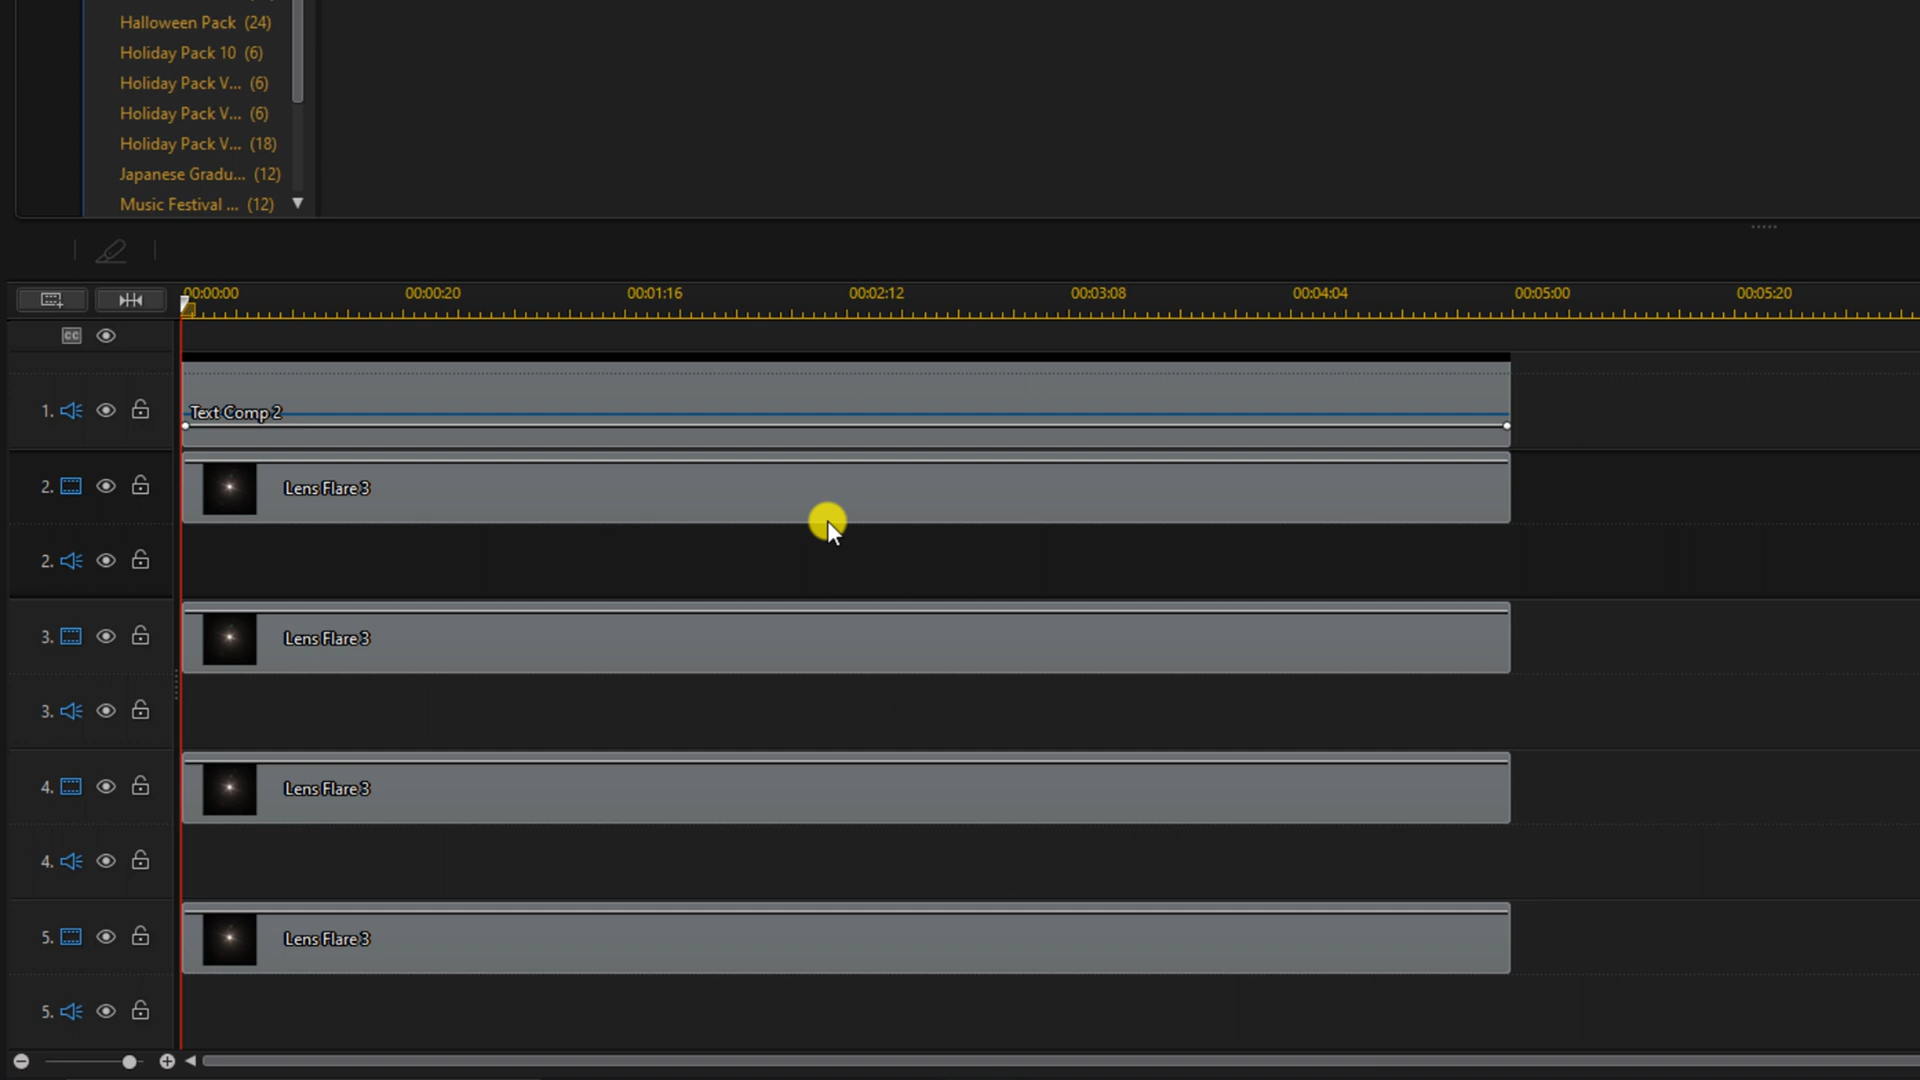 Halloween Pack (24)
Holiday Pack 10 (6)
Holiday Pack V... (6)
Holiday Pack V... (6)
Holiday Pack V... (18)
Japanese Gradu... (12)
Music Festival ... (12)
00:00:00 00:00:20 00:01:16 00:02:12 00:03:08 00:04:04 00:05:00 00:05:20
CC
1. Text Comp 2
2. Lens Flare 3
2.
3. Lens Flare 3
3.
4. Lens Flare 3
4.
5. Lens Flare 3
5.